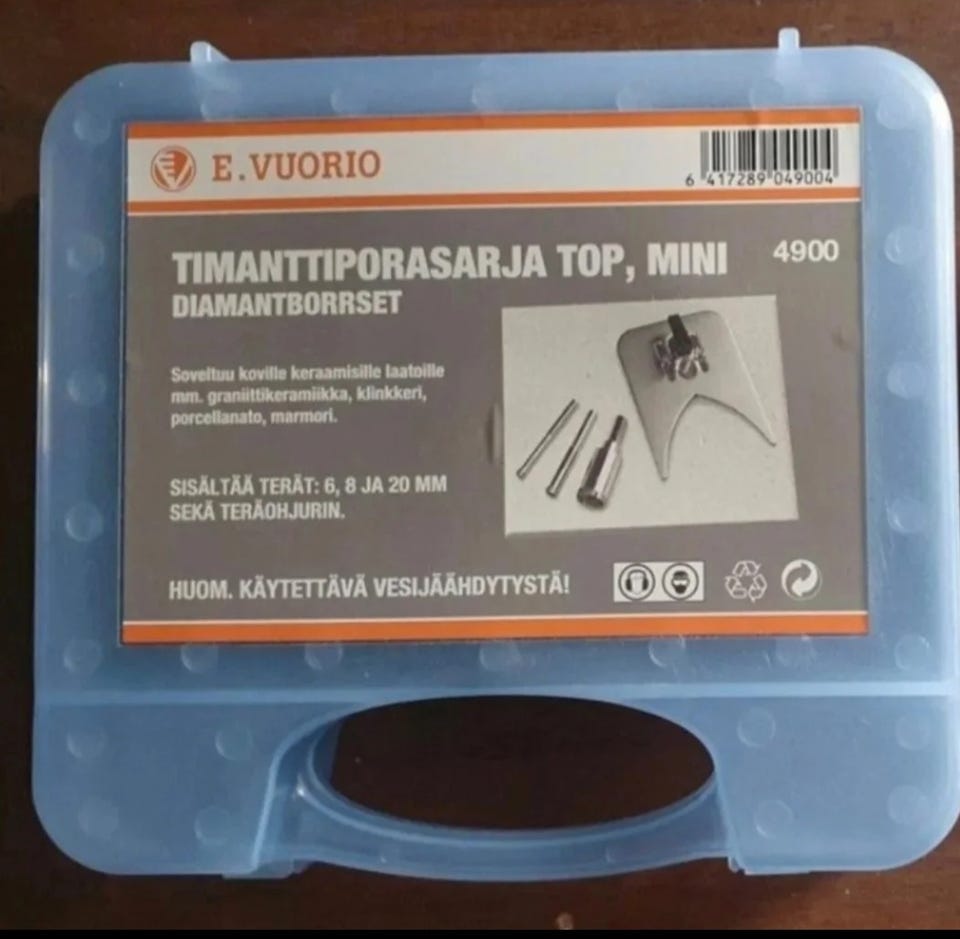 E.VUORIO
6 417289 049004
TIMANTTIPORASARJA TOP, MINI 4900
DIAMANTBORRSET
Soveltuu koville keraamisille laatoille
mm. graniittikeramiikka, klinkkeri,
porcellanato, marmori.
SISÄLTÄÄ TERÄT: 6, 8 JA 20 MM
SEKÄ TERÄOHJURIN.
HUOM. KÄYTETTÄVÄ VESIJÄÄHDYTYSTÄ!